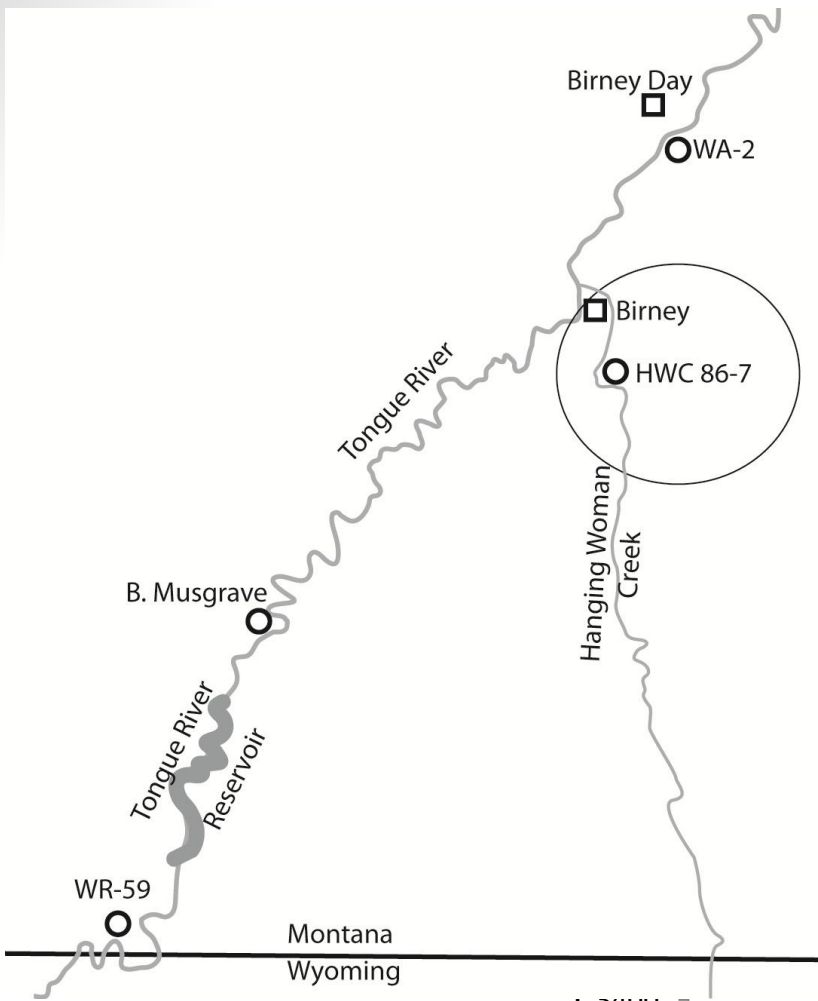 Birney Day
WA-2
Birney
HWC 86-7
Tongue River
Hanging Woman
Creek
B. Musgrave
Tongue River
Reservoir
WR-59
Montana
Wyoming